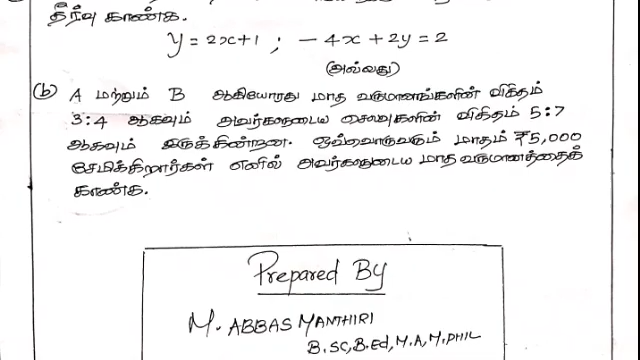 தீர்வு காண்க.
y = 2x+1 ; - 4x + 2y = 2
(அல்லது)
(b) A மற்றும் B ஆகியோரது மாத வருமானங்களின் விகிதம்
3:4 ஆகவும் அவர்களுடைய செலவுகளின் விகிதம் 5:7
ஆகவும் இருக்கின்றன. ஒவ்வொருவரும் மாதம் ₹5,000
சேமிக்கிறார்கள் எனில் அவர்களுடைய மாத வருமானத்தைக்
காண்க.
Prepared By
M. ABBAS MANTHIRI
B.SC,B.Ed,M.A,M.PHIL